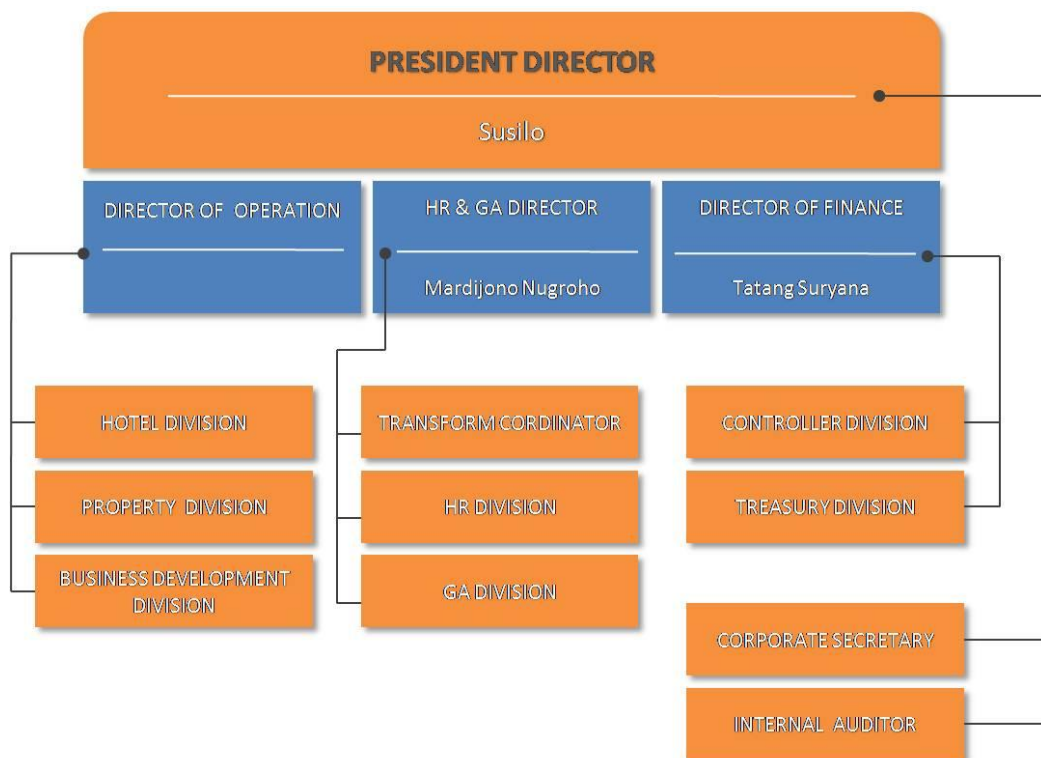 PRESIDENT DIRECTOR
Susilo
DIRECTOR OF OPERATION
HR & GA DIRECTOR
Mardijono Nugroho
DIRECTOR OF FINANCE
Tatang Suryana
HOTEL DIVISION
PROPERTY DIVISION
BUSINESS DEVELOPMENT
DIVISION
TRANSFORM CORDINATOR
HR DIVISION
GA DIVISION
CONTROLLER DIVISION
TREASURY DIVISION
CORPORATE SECRETARY
INTERNAL AUDITOR